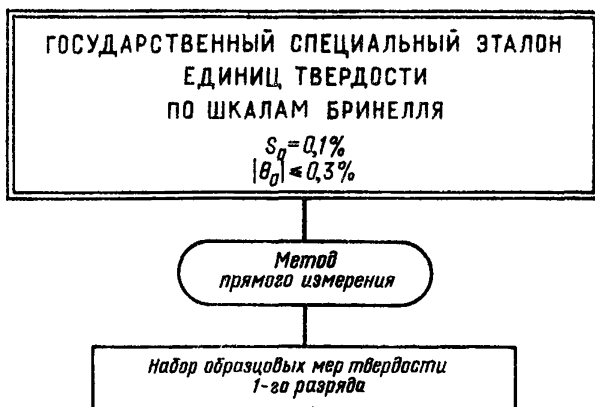 ГОСУДАРСТВЕННЫЙ СПЕЦИАЛЬНЫЙ ЭТАЛОН
ЕДИНИЦ ТВЕРДОСТИ
ПО ШКАЛАМ БРИНЕЛЛЯ
S₀=0,1%
|θ₀|≤0,3%
Метод
прямого измерения
Набор образцовых мер твердости
1-го разряда